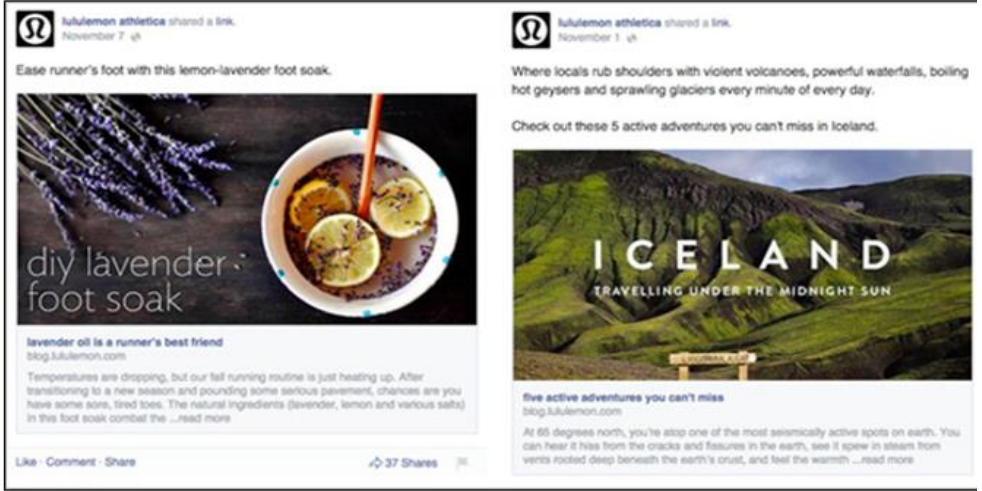 lululemon athletica shared a link.
November 7
Ease runner's foot with this lemon-lavender foot soak.
diy lavender
foot soak
lavender oil is a runner's best friend
blog.lululemon.com
Temperatures are dropping, but our fall running routine is just heating up. After
transitioning to a new season and pounding some serious pavement, chances are you
have some sore, tired toes. The natural ingredients (lavender, lemon and various salts)
in this foot soak combat the ...read more
Like · Comment · Share
37 Shares
lululemon athletica shared a link.
November 1
Where locals rub shoulders with violent volcanoes, powerful waterfalls, boiling
hot geysers and sprawling glaciers every minute of every day.
Check out these 5 active adventures you can't miss in Iceland.
ICELAND
TRAVELLING UNDER THE MIDNIGHT SUN
five active adventures you can't miss
blog.lululemon.com
At 65 degrees north, you're atop one of the most seismically active spots on earth. You
can hear it hiss from the cracks and fissures in the earth, see it spew in steam from
vents rooted deep beneath the earth's crust, and feel the warmth ...read more